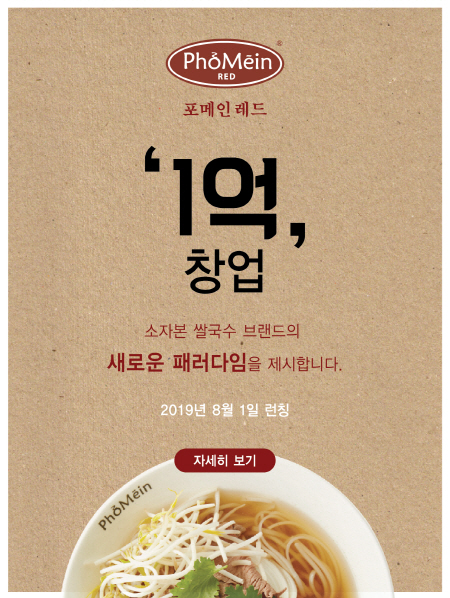 PhởMein
RED
®
포메인 레드
‘1억,
창업
소자본 쌀국수 브랜드의
새로운 패러다임을 제시합니다.
2019년 8월 1일 런칭
자세히 보기
PhởMein